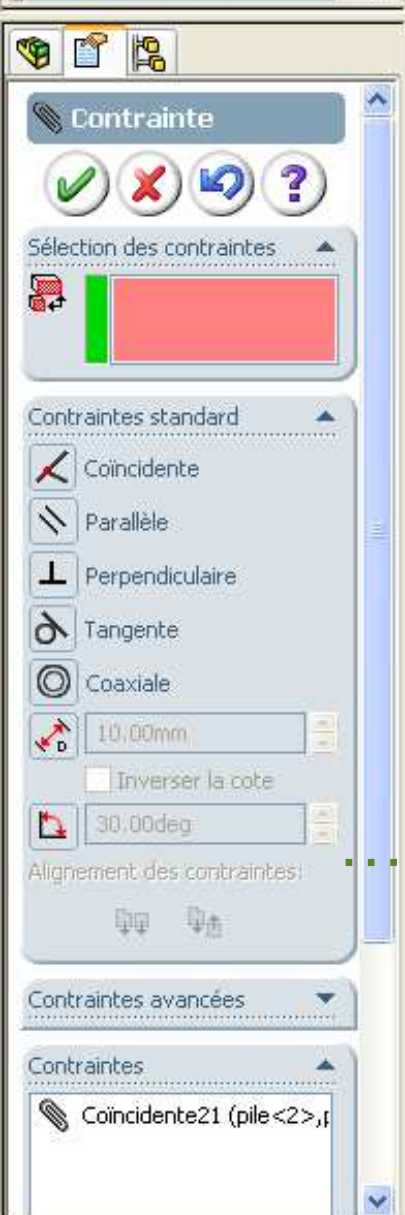 Contrainte
?
Sélection des contraintes
Contraintes standard
Coïncidente
Parallèle
Perpendiculaire
Tangente
Coaxiale
D
10.00mm
Inverser la cote
30.00deg
Alignement des contraintes:
Contraintes avancées
Contraintes
Coïncidente21 (pile<2>,p